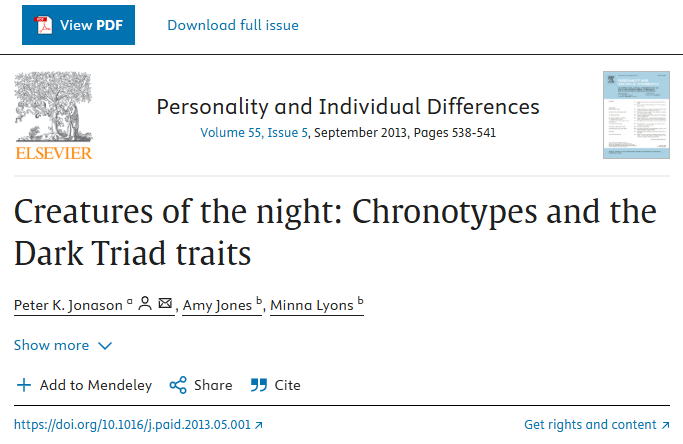 View PDF
Download full issue
ELSEVIER
Personality and Individual Differences
Volume 55, Issue 5, September 2013, Pages 538-541
Creatures of the night: Chronotypes and the
Dark Triad traits
Peter K. Jonason a, Amy Jones b, Minna Lyons b
Show more
Add to Mendeley Share Cite
https://doi.org/10.1016/j.paid.2013.05.001
Get rights and content